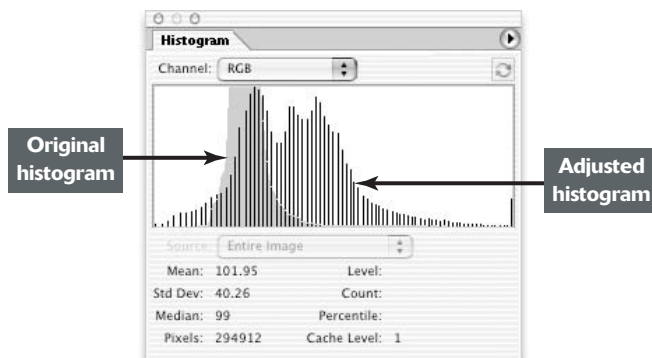 Histogram
Channel: RGB
Original
histogram
Adjusted
histogram
Source: Entire Image
Mean: 101.95 Level:
Std Dev: 40.26 Count:
Median: 99 Percentile:
Pixels: 294912 Cache Level: 1